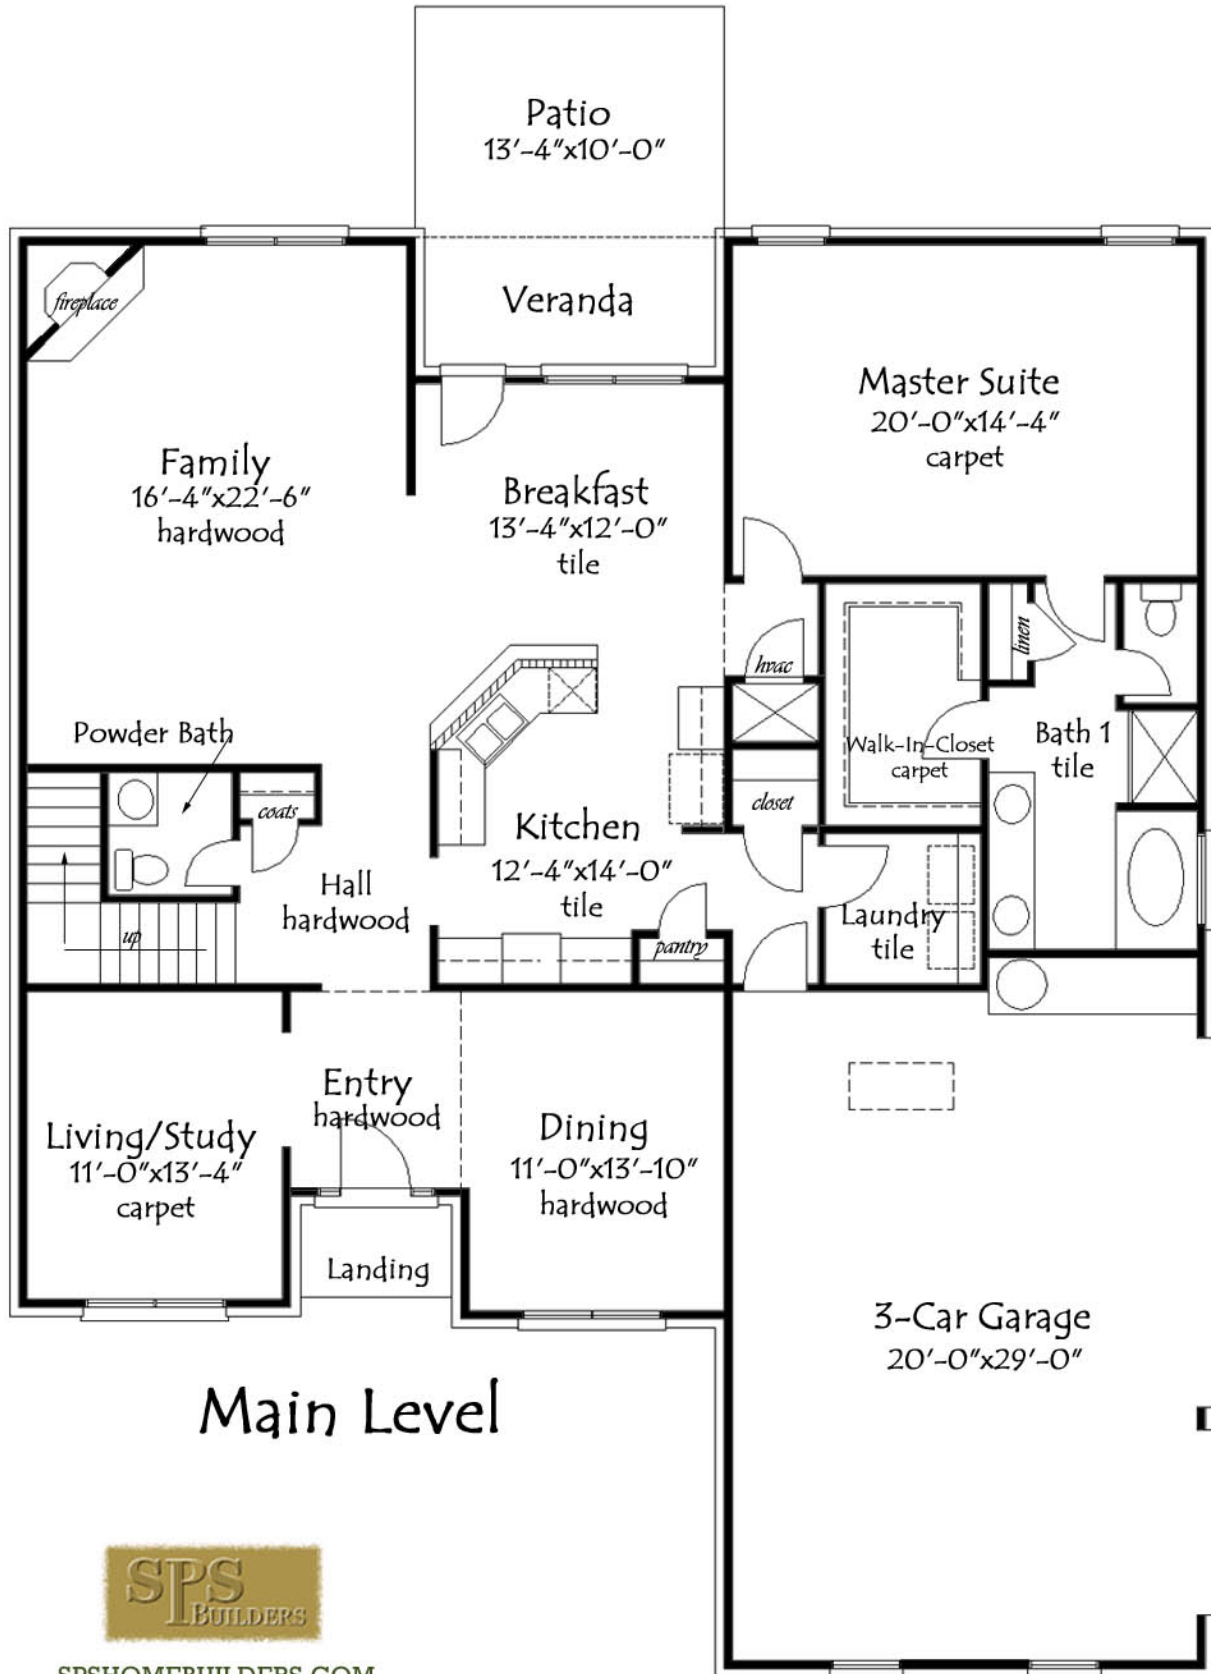 Patio
13'-4"x10'-0"
Veranda
fireplace
Master Suite
20'-0"x14'-4"
carpet
Family
16'-4"x22'-6"
hardwood
Breakfast
13'-4"x12'-0"
tile
linen
hvac
Powder Bath
Walk-In-Closet
carpet
Bath 1
tile
coats
closet
Kitchen
12'-4"x14'-0"
tile
Hall
hardwood
up
pantry
Laundry
tile
Entry
hardwood
Living/Study
11'-0"x13'-4"
carpet
Dining
11'-0"x13'-10"
hardwood
Landing
3-Car Garage
20'-0"x29'-0"
Main Level
SPS
BUILDERS
SPSHOMEBUILDERS.COM